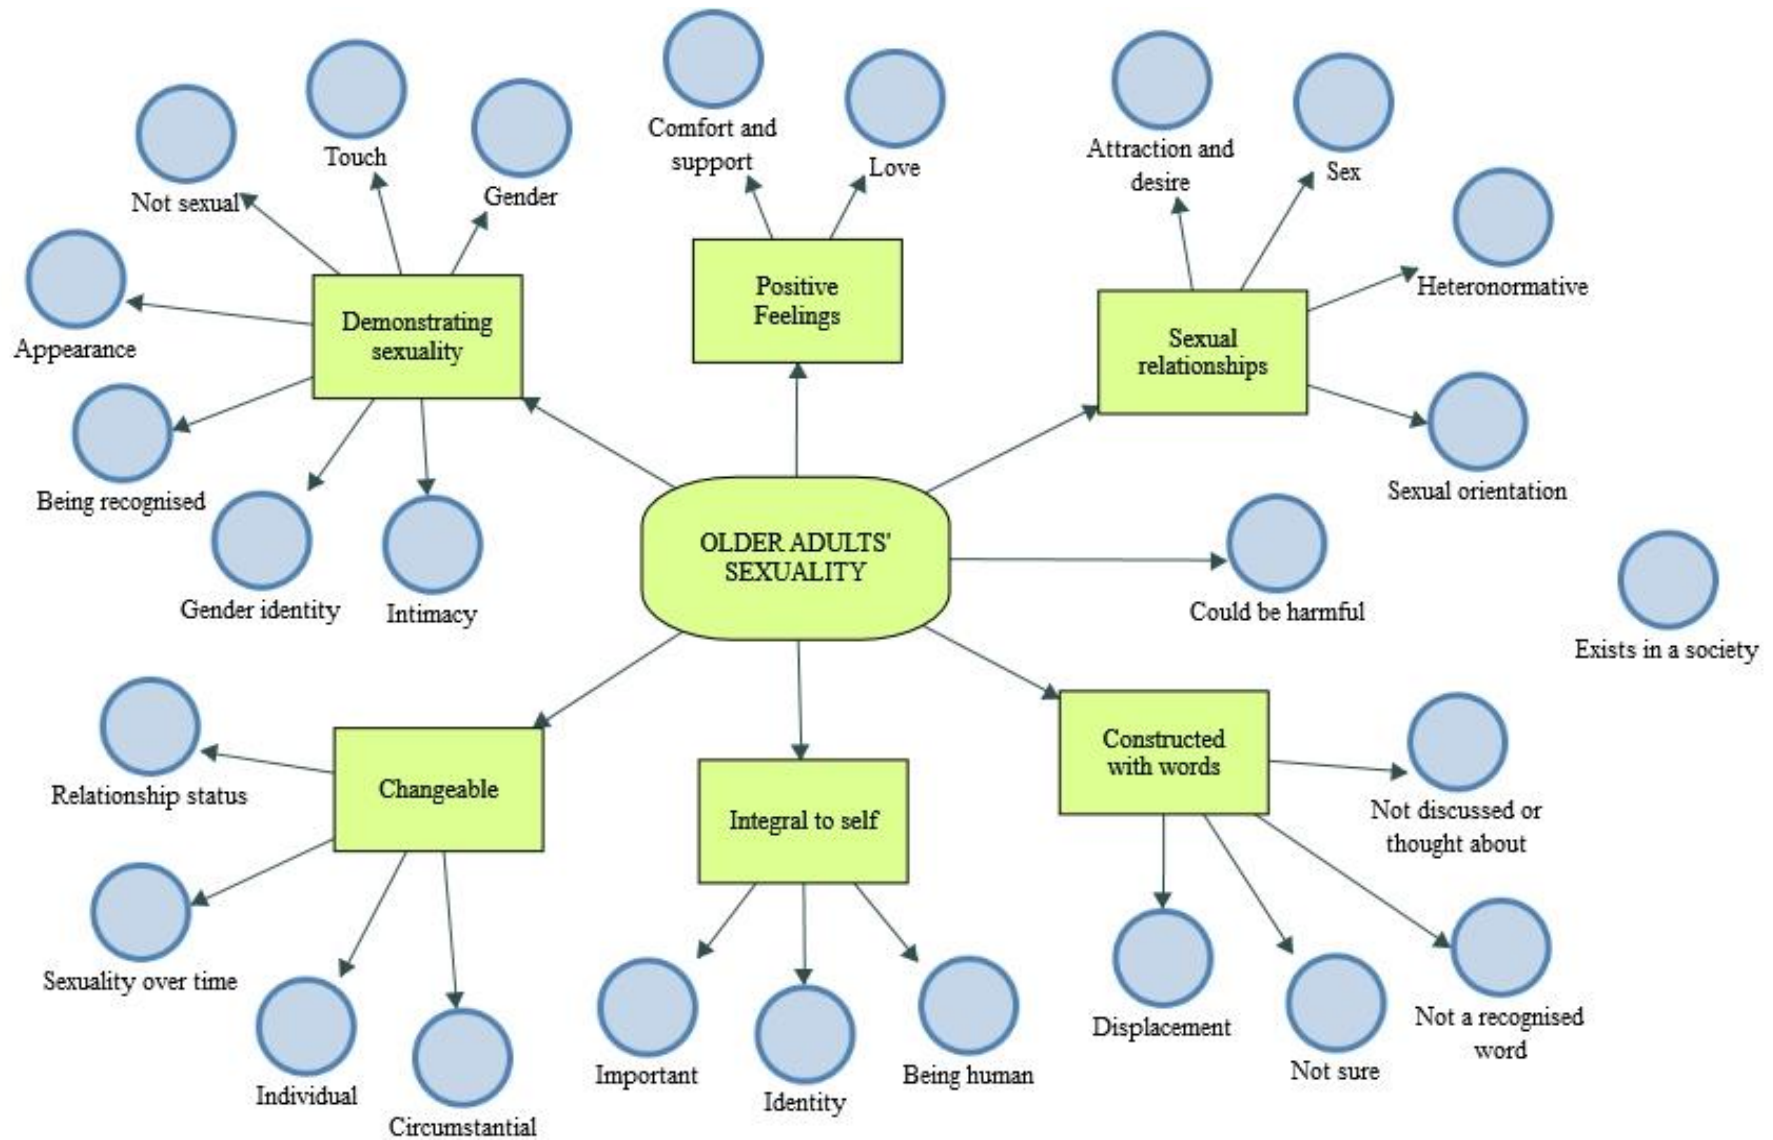 Comfort and
support
Love
Attraction and
desire
Sex
Touch
Not sexual
Gender
Heteronormative
Appearance
Demonstrating
sexuality
Positive
Feelings
Sexual
relationships
Being recognised
Sexual orientation
Gender identity
Intimacy
OLDER ADULTS'
SEXUALITY
Could be harmful
Exists in a society
Relationship status
Changeable
Integral to self
Constructed
with words
Not discussed or
thought about
Sexuality over time
Individual
Circumstantial
Important
Identity
Being human
Displacement
Not sure
Not a recognised
word